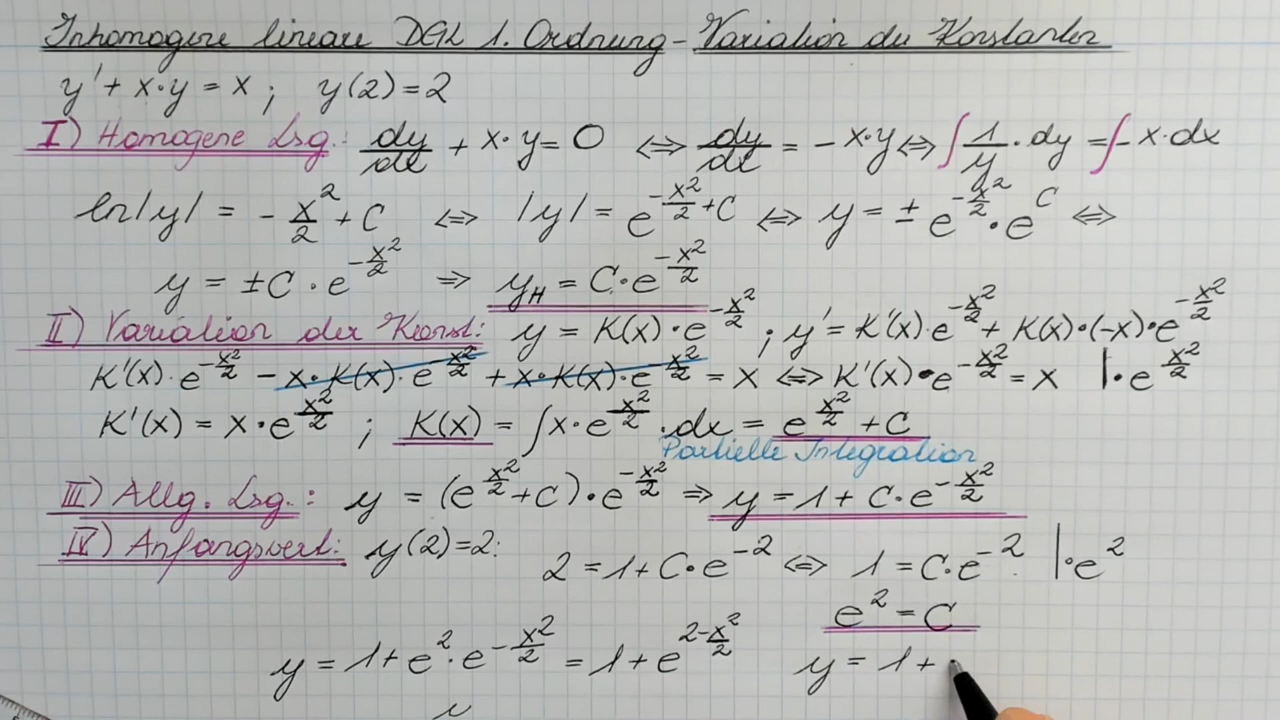 Inhomogene lineare DGL 1. Ordnung - Variation der Konstanten
y' + x·y = x ; y(2) = 2
I) Homogene Lsg.: dy/dx + x·y = 0 ⇔ dy/dx = -x·y ⇔ ∫ 1/y · dy = ∫ -x·dx
ln|y| = -x²/2 + C ⇔ |y| = e^(-x²/2 + C) ⇔ y = ± e^(-x²/2) · e^C ⇔
y = ±C · e^(-x²/2) ⇒ y_H = C·e^(-x²/2)
II) Variation der Konst.: y = K(x)·e^(-x²/2) ; y' = K'(x)·e^(-x²/2) + K(x)·(-x)·e^(-x²/2)
K'(x)·e^(-x²/2) - x·K(x)·e^(-x²/2) + x·K(x)·e^(-x²/2) = x ⇔ K'(x)·e^(-x²/2) = x |·e^(x²/2)
K'(x) = x·e^(x²/2) ; K(x) = ∫x·e^(x²/2)·dx = e^(x²/2) + C
Partielle Integration
III) Allg. Lsg.: y = (e^(x²/2) + C)·e^(-x²/2) ⇒ y = 1 + C·e^(-x²/2)
IV) Anfangswert: y(2)=2: 2 = 1 + C·e^(-2) ⇔ 1 = C·e^(-2) |·e²
e² = C
y = 1 + e²·e^(-x²/2) = 1 + e^(2-x²/2) y = 1 +